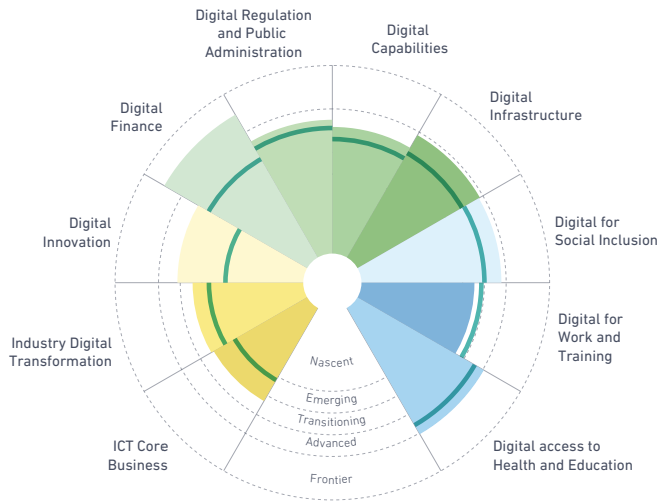 Digital Regulation
and Public
Administration
Digital
Capabilities
Digital
Finance
Digital
Infrastructure
Digital
Innovation
Digital for
Social Inclusion
Industry Digital
Transformation
Digital for
Work and
Training
ICT Core
Business
Digital access to
Health and Education
Nascent
Emerging
Transitioning
Advanced
Frontier